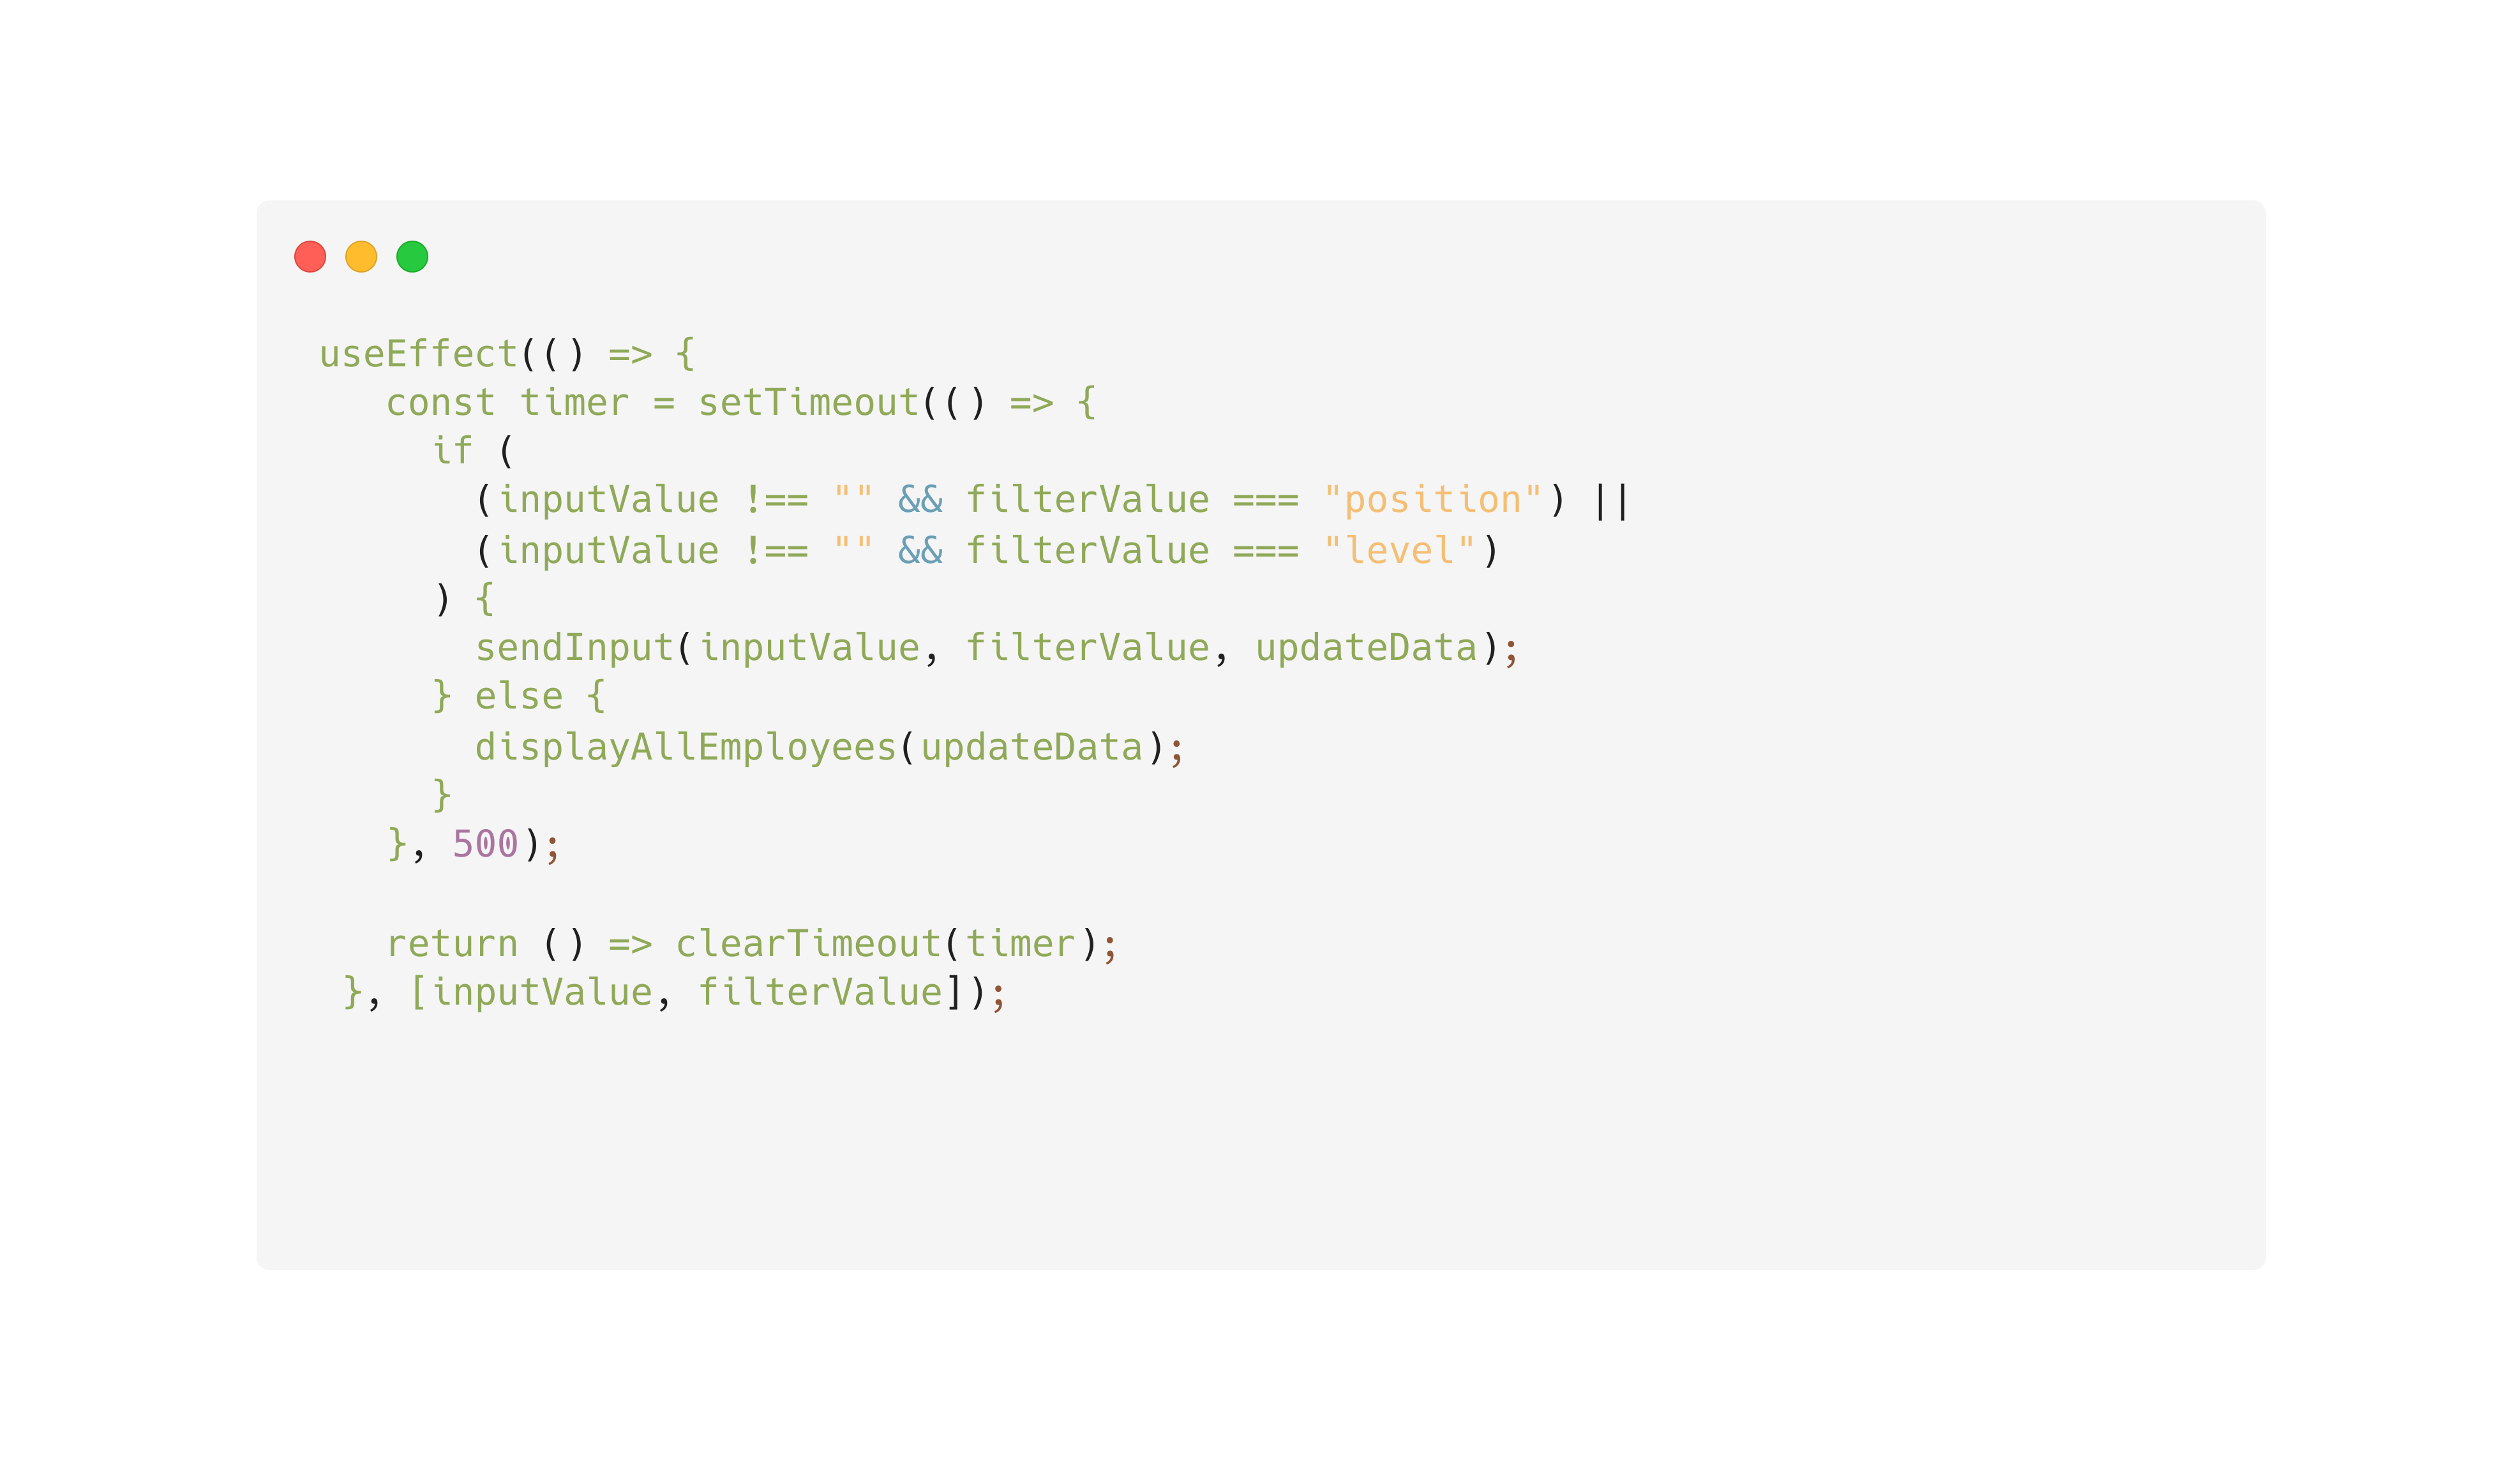 useEffect(() => {
   const timer = setTimeout(() => {
     if (
       (inputValue !== "" && filterValue === "position") ||
       (inputValue !== "" && filterValue === "level")
     ) {
       sendInput(inputValue, filterValue, updateData);
     } else {
       displayAllEmployees(updateData);
     }
   }, 500);

   return () => clearTimeout(timer);
 }, [inputValue, filterValue]);